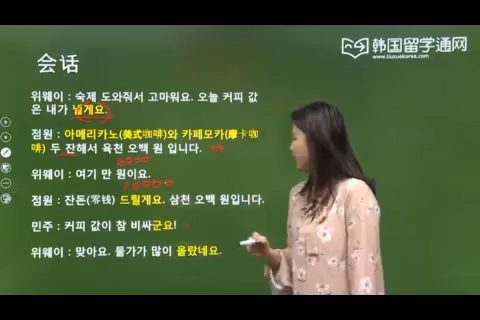 韩国留学通网
www.liuxuekorea.com
会话
위웨이 : 숙제 도와줘서 고마워요. 오늘 커피 값
은 내가 낼게요.
점원 : 아메리카노(美式咖啡)와 카페모카(摩卡咖
啡) 두 잔해서 육천 오백 원 입니다.
6500
위웨이 : 여기 만 원이요.
10000
점원 : 잔돈(零钱) 드릴게요. 삼천 오백 원입니다.
민주 : 커피 값이 참 비싸군요!
위웨이 : 맞아요. 물가가 많이 올랐네요.